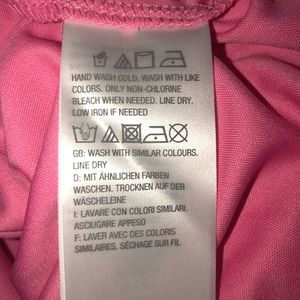 HAND WASH COLD. WASH WITH LIKE
COLORS. ONLY NON-CHLORINE
BLEACH WHEN NEEDED. LINE DRY.
LOW IRON IF NEEDED
GB: WASH WITH SIMILAR COLOURS.
LINE DRY
D: MIT ÄHNLICHEN FARBEN
WASCHEN. TROCKNEN AUF DER
WÄSCHELEINE
I: LAVARE CON COLORI SIMILARI.
ASCIUGARE APPESO
F: LAVER AVEC DES COLORIS
SIMILAIRES. SÉCHAGE SUR FIL